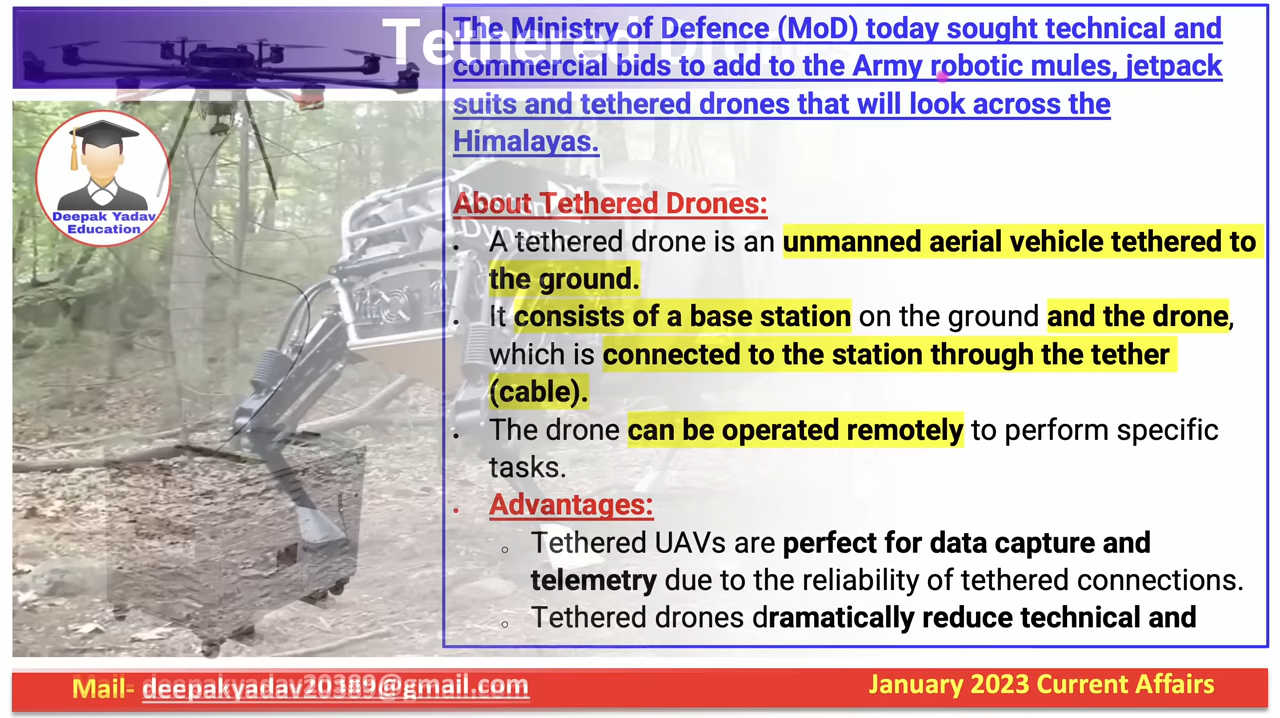 Tethered
The Ministry of Defence (MoD) today sought technical and
commercial bids to add to the Army robotic mules, jetpack
suits and tethered drones that will look across the
Himalayas.
Deepak Yadav
Education
About Tethered Drones:
• A tethered drone is an unmanned aerial vehicle tethered to
the ground.
• It consists of a base station on the ground and the drone,
which is connected to the station through the tether
(cable).
• The drone can be operated remotely to perform specific
tasks.
• Advantages:
○ Tethered UAVs are perfect for data capture and
telemetry due to the reliability of tethered connections.
○ Tethered drones dramatically reduce technical and
Mail- deepakyadav20389@gmail.com
January 2023 Current Affairs